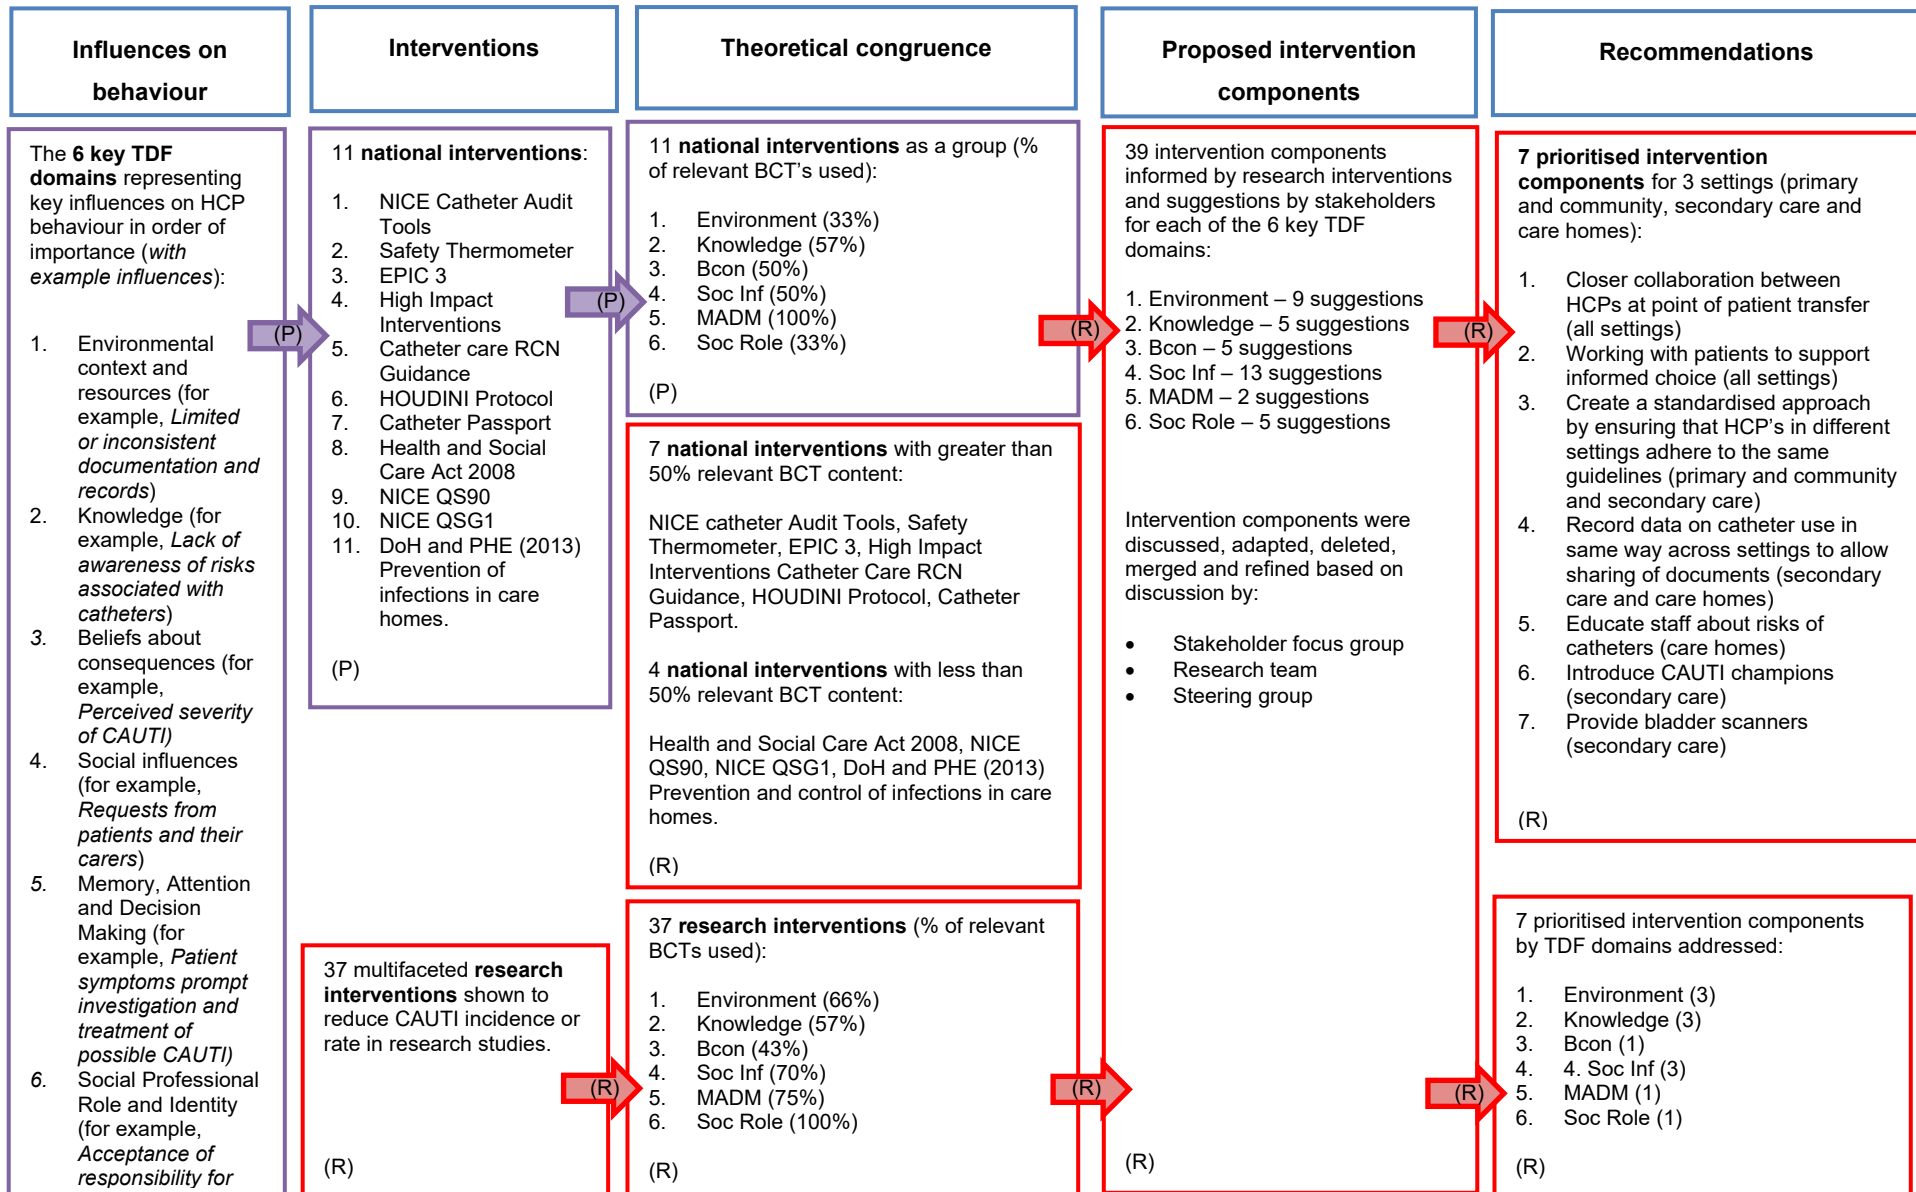 Influences on
behaviour
Interventions
Theoretical congruence
Proposed intervention
components
Recommendations
The 6 key TDF
domains representing
key influences on HCP
behaviour in order of
importance (with
example influences):
1. Environmental
context and
resources (for
example, Limited
or inconsistent
documentation and
records)
2. Knowledge (for
example, Lack of
awareness of risks
associated with
catheters)
3. Beliefs about
consequences (for
example,
Perceived severity
of CAUTI)
4. Social influences
(for example,
Requests from
patients and their
carers)
5. Memory, Attention
and Decision
Making (for
example, Patient
symptoms prompt
investigation and
treatment of
possible CAUTI)
6. Social Professional
Role and Identity
(for example,
Acceptance of
responsibility for
(P)
11 national interventions:
1. NICE Catheter Audit
Tools
2. Safety Thermometer
3. EPIC 3
4. High Impact
Interventions
5. Catheter care RCN
Guidance
6. HOUDINI Protocol
7. Catheter Passport
8. Health and Social
Care Act 2008
9. NICE QS90
10. NICE QSG1
11. DoH and PHE (2013)
Prevention of
infections in care
homes.
(P)
(P)
37 multifaceted research
interventions shown to
reduce CAUTI incidence or
rate in research studies.
(R)
(R)
11 national interventions as a group (%
of relevant BCT's used):
1. Environment (33%)
2. Knowledge (57%)
3. Bcon (50%)
4. Soc Inf (50%)
5. MADM (100%)
6. Soc Role (33%)
(P)
(R)
7 national interventions with greater than
50% relevant BCT content:
NICE catheter Audit Tools, Safety
Thermometer, EPIC 3, High Impact
Interventions Catheter Care RCN
Guidance, HOUDINI Protocol, Catheter
Passport.
4 national interventions with less than
50% relevant BCT content:
Health and Social Care Act 2008, NICE
QS90, NICE QSG1, DoH and PHE (2013)
Prevention and control of infections in care
homes.
(R)
37 research interventions (% of relevant
BCTs used):
1. Environment (66%)
2. Knowledge (57%)
3. Bcon (43%)
4. Soc Inf (70%)
5. MADM (75%)
6. Soc Role (100%)
(R)
(R)
39 intervention components
informed by research interventions
and suggestions by stakeholders
for each of the 6 key TDF
domains:
1. Environment – 9 suggestions
2. Knowledge – 5 suggestions
3. Bcon – 5 suggestions
4. Soc Inf – 13 suggestions
5. MADM – 2 suggestions
6. Soc Role – 5 suggestions
Intervention components were
discussed, adapted, deleted,
merged and refined based on
discussion by:
• Stakeholder focus group
• Research team
• Steering group
(R)
(R)
(R)
7 prioritised intervention
components for 3 settings (primary
and community, secondary care and
care homes):
1. Closer collaboration between
HCPs at point of patient transfer
(all settings)
2. Working with patients to support
informed choice (all settings)
3. Create a standardised approach
by ensuring that HCP's in different
settings adhere to the same
guidelines (primary and community
and secondary care)
4. Record data on catheter use in
same way across settings to allow
sharing of documents (secondary
care and care homes)
5. Educate staff about risks of
catheters (care homes)
6. Introduce CAUTI champions
(secondary care)
7. Provide bladder scanners
(secondary care)
(R)
7 prioritised intervention components
by TDF domains addressed:
1. Environment (3)
2. Knowledge (3)
3. Bcon (1)
4. 4. Soc Inf (3)
5. MADM (1)
6. Soc Role (1)
(R)